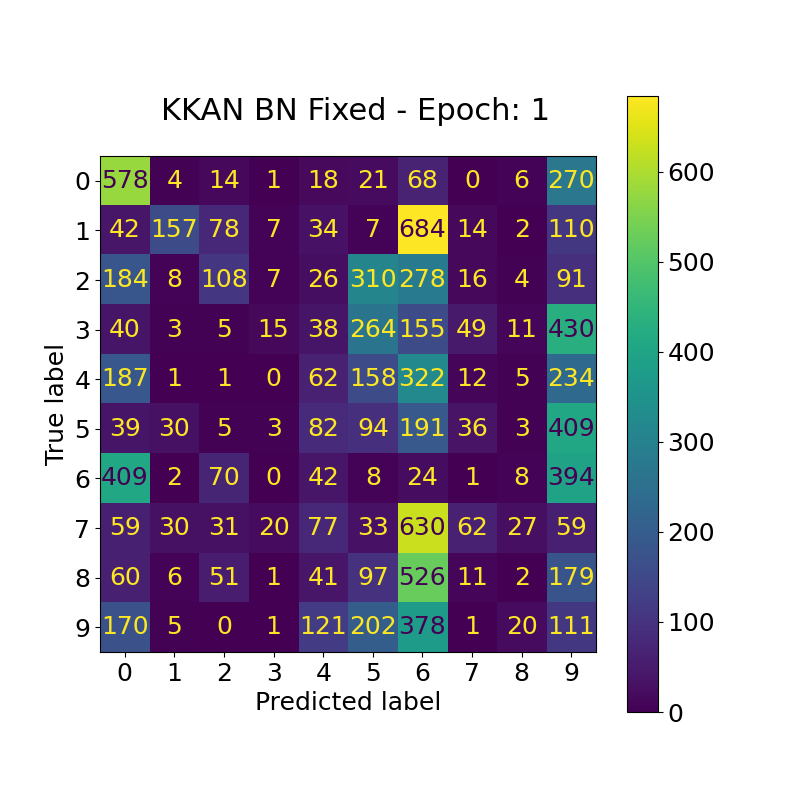 KKAN BN Fixed - Epoch: 1
0 578 4 14 1 18 21 68 0 6 270
1 42 157 78 7 34 7 684 14 2 110
2 184 8 108 7 26 310 278 16 4 91
3 40 3 5 15 38 264 155 49 11 430
4 187 1 1 0 62 158 322 12 5 234
5 39 30 5 3 82 94 191 36 3 409
6 409 2 70 0 42 8 24 1 8 394
7 59 30 31 20 77 33 630 62 27 59
8 60 6 51 1 41 97 526 11 2 179
9 170 5 0 1 121 202 378 1 20 111
0 1 2 3 4 5 6 7 8 9
Predicted label
True label
600
500
400
300
200
100
0